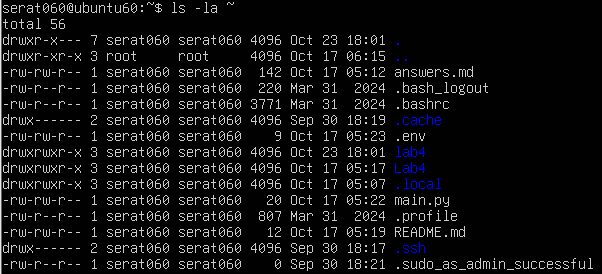 serat060@ubuntu60:~$ ls -la ~
total 56
drwxr-x--- 7 serat060 serat060 4096 Oct 23 18:01 .
drwxr-xr-x 3 root     root     4096 Oct 17 06:15 ..
-rw-rw-r-- 1 serat060 serat060  142 Oct 17 05:12 answers.md
-rw-r--r-- 1 serat060 serat060  220 Mar 31  2024 .bash_logout
-rw-r--r-- 1 serat060 serat060 3771 Mar 31  2024 .bashrc
drwx------ 2 serat060 serat060 4096 Sep 30 18:19 .cache
-rw-rw-r-- 1 serat060 serat060    9 Oct 17 05:23 .env
drwxrwxr-x 3 serat060 serat060 4096 Oct 23 18:01 lab4
drwxrwxr-x 3 serat060 serat060 4096 Oct 17 05:17 Lab4
drwxrwxr-x 3 serat060 serat060 4096 Oct 17 05:07 .local
-rw-rw-r-- 1 serat060 serat060   20 Oct 17 05:22 main.py
-rw-r--r-- 1 serat060 serat060  807 Mar 31  2024 .profile
-rw-rw-r-- 1 serat060 serat060   12 Oct 17 05:19 README.md
drwx------ 2 serat060 serat060 4096 Sep 30 18:17 .ssh
-rw-r--r-- 1 serat060 serat060    0 Sep 30 18:21 .sudo_as_admin_successful